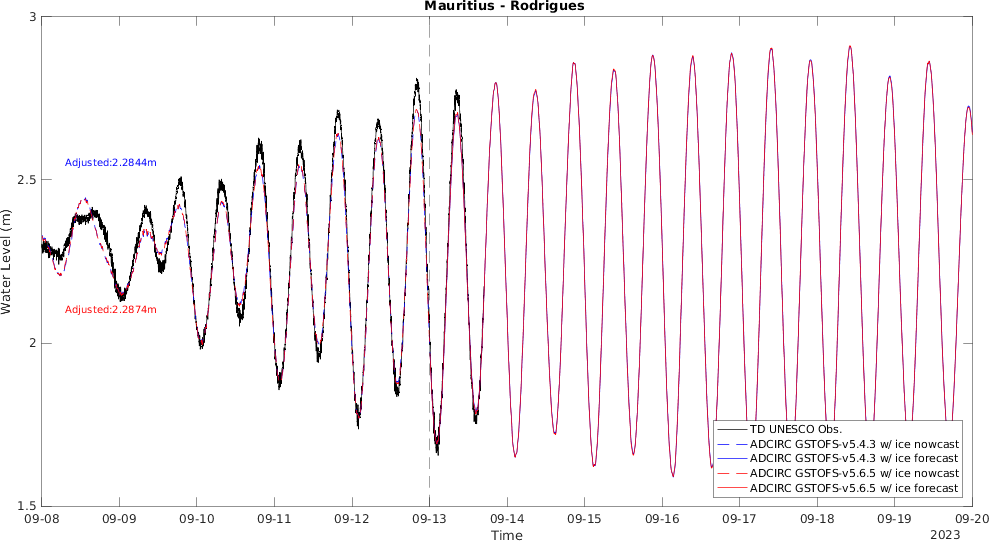 Mauritius - Rodrigues
3
2.5
2
1.5
Water Level (m)
Adjusted:2.2844m
Adjusted:2.2874m
TD UNESCO Obs.
ADCIRC GSTOFS-v5.4.3 w/ ice nowcast
ADCIRC GSTOFS-v5.4.3 w/ ice forecast
ADCIRC GSTOFS-v5.6.5 w/ ice nowcast
ADCIRC GSTOFS-v5.6.5 w/ ice forecast
09-08 09-09 09-10 09-11 09-12 09-13 09-14 09-15 09-16 09-17 09-18 09-19 09-20
Time
2023